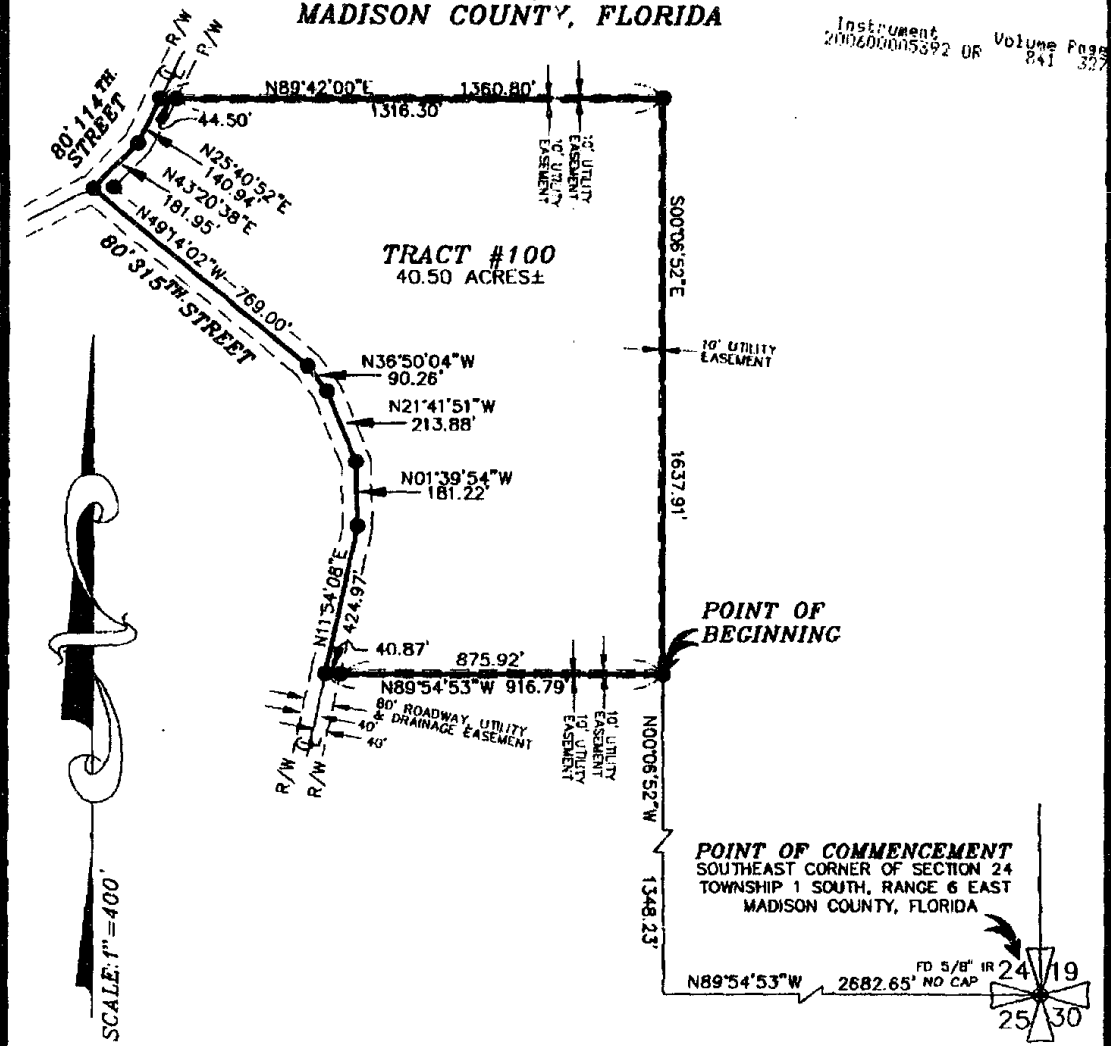 MADISON COUNTY, FLORIDA
Instrument Volume Page
200600005392 OR 841 327
R/W
R/W
80' 114TH.
STREET
N89°42'00"E 1360.80'
1316.30'
44.50'
N25°40'52"E
140.94'
N43°20'38"E
181.95'
10' UTILITY
EASEMENT
10' UTILITY
EASEMENT
N49°14'02"W 769.00'
80' 315TH. STREET
TRACT #100
40.50 ACRES±
S00°06'52"E
1637.91'
10' UTILITY
EASEMENT
N36°50'04"W
90.26'
N21°41'51"W
213.88'
N01°39'54"W
181.22'
N11°54'08"E
424.97'
POINT OF
BEGINNING
40.87'
875.92'
N89°54'53"W 916.79'
80' ROADWAY, UTILITY
& DRAINAGE EASEMENT
40'
40'
R/W
R/W
10' UTILITY
EASEMENT
10' UTILITY
EASEMENT
N00°06'52"W
1348.23'
POINT OF COMMENCEMENT
SOUTHEAST CORNER OF SECTION 24
TOWNSHIP 1 SOUTH, RANGE 6 EAST
MADISON COUNTY, FLORIDA
FD 5/8" IR
NO CAP
24 19
25 30
N89°54'53"W 2682.65'
SCALE: 1"=400'